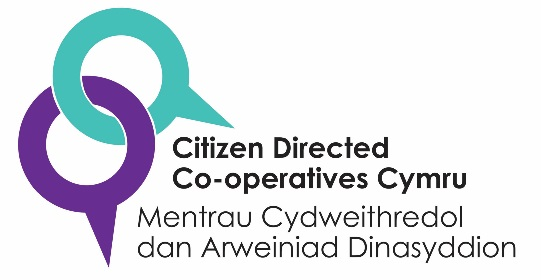 Citizen Directed
Co-operatives Cymru
Mentrau Cydweithredol
dan Arweiniad Dinasyddion